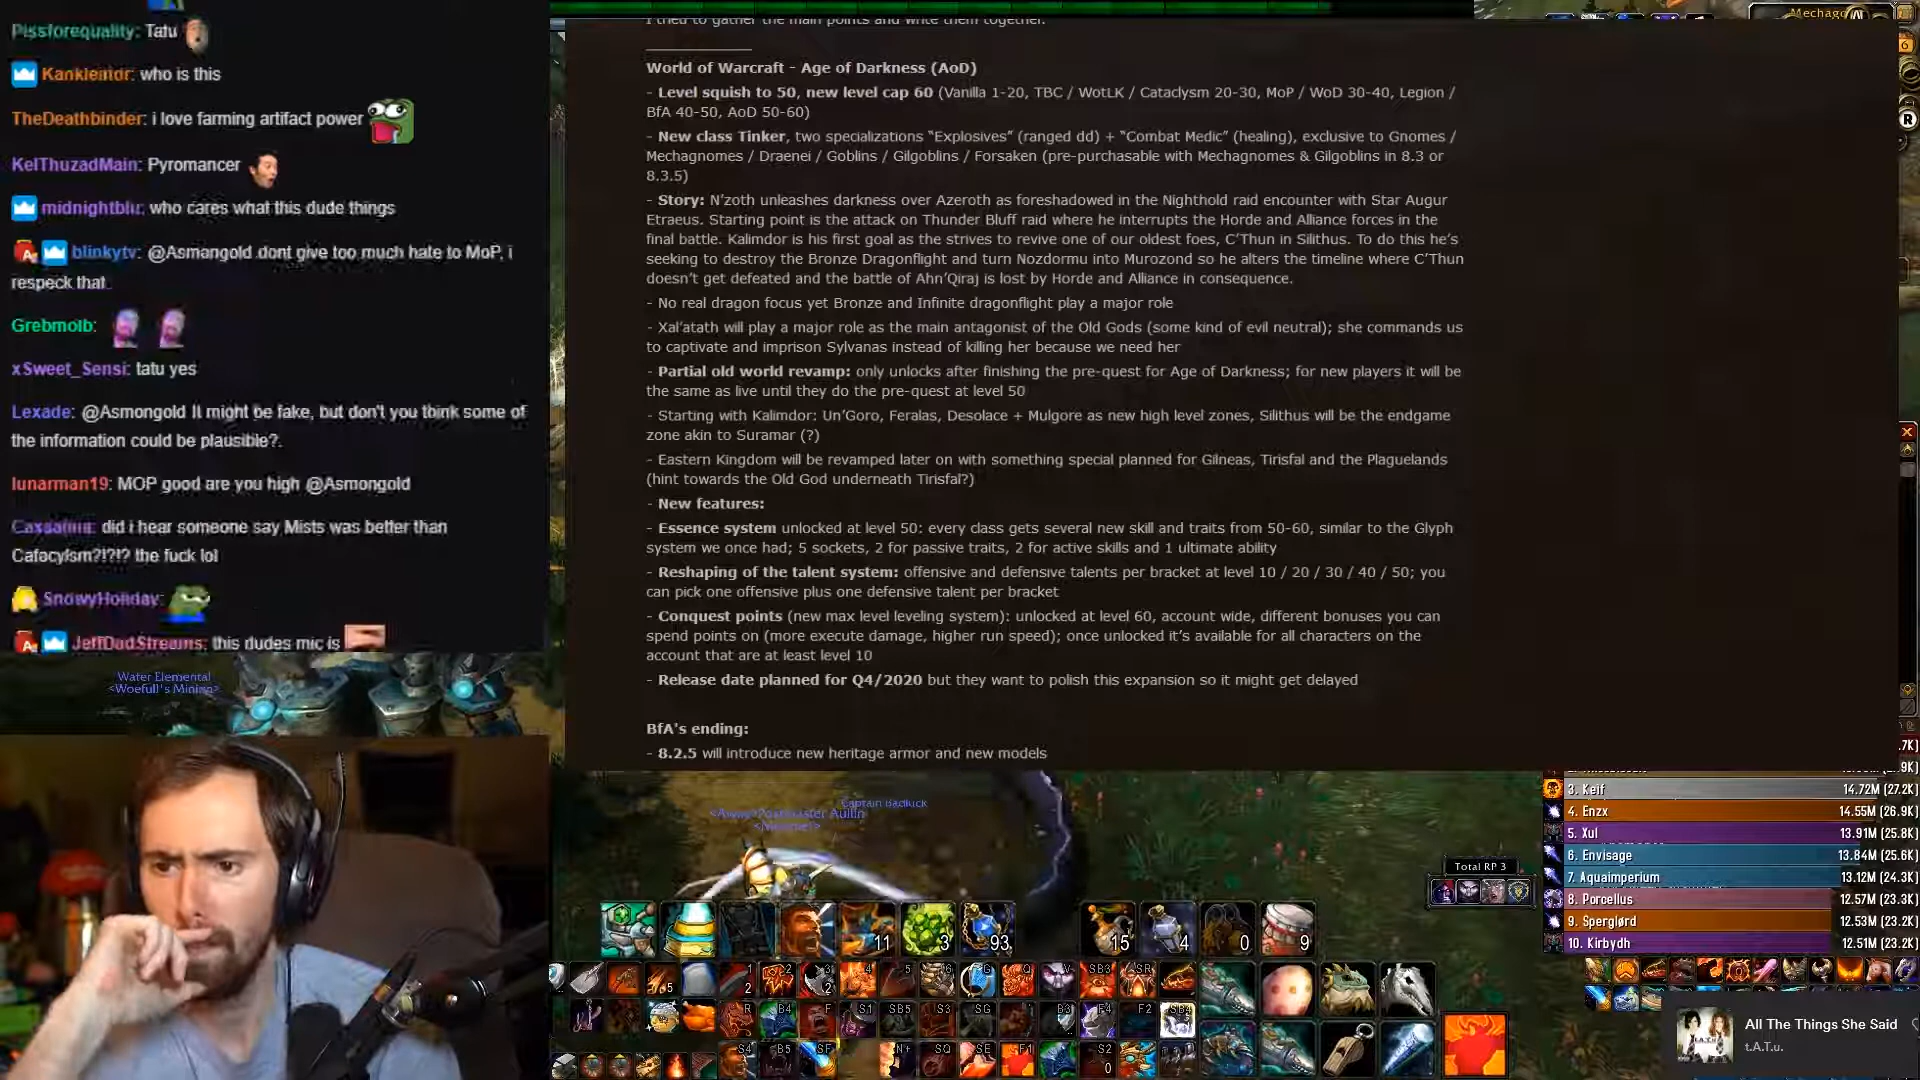 Pissforequality: Tatu
Kankleindr: who is this
TheDeathbinder: i love farming artifact power
KelThuzadMain: Pyromancer
midnightblu: who cares what this dude things
blinkytv: @Asmangold dont give too much hate to MoP, i
respeck that
Grebmolb:
xSweet_Sensi: tatu yes
Lexade: @Asmongold It might be fake, but don't you think some of
the information could be plausible?.
lunarman19: MOP good are you high @Asmongold
did i hear someone say Mists was better than
Cafacylsm?!?!? the fuck lol
SnowyHoliday:
JeffDadStreams: this dudes mic is
Water Elemental
<Woefull's Minion>
I tried to gather the main points and write them together.
World of Warcraft - Age of Darkness (AoD)
- Level squish to 50, new level cap 60 (Vanilla 1-20, TBC / WotLK / Cataclysm 20-30, MoP / WoD 30-40, Legion /
BfA 40-50, AoD 50-60)
- New class Tinker, two specializations “Explosives” (ranged dd) + “Combat Medic” (healing), exclusive to Gnomes /
Mechagnomes / Draenei / Goblins / Gilgoblins / Forsaken (pre-purchasable with Mechagnomes & Gilgoblins in 8.3 or
8.3.5)
- Story: N’zoth unleashes darkness over Azeroth as foreshadowed in the Nighthold raid encounter with Star Augur
Etraeus. Starting point is the attack on Thunder Bluff raid where he interrupts the Horde and Alliance forces in the
final battle. Kalimdor is his first goal as the strives to revive one of our oldest foes, C’Thun in Silithus. To do this he’s
seeking to destroy the Bronze Dragonflight and turn Nozdormu into Murozond so he alters the timeline where C’Thun
doesn’t get defeated and the battle of Ahn’Qiraj is lost by Horde and Alliance in consequence.
- No real dragon focus yet Bronze and Infinite dragonflight play a major role
- Xal’atath will play a major role as the main antagonist of the Old Gods (some kind of evil neutral); she commands us
to captivate and imprison Sylvanas instead of killing her because we need her
- Partial old world revamp: only unlocks after finishing the pre-quest for Age of Darkness; for new players it will be
the same as live until they do the pre-quest at level 50
- Starting with Kalimdor: Un’Goro, Feralas, Desolace + Mulgore as new high level zones, Silithus will be the endgame
zone akin to Suramar (?)
- Eastern Kingdom will be revamped later on with something special planned for Gilneas, Tirisfal and the Plaguelands
(hint towards the Old God underneath Tirisfal?)
- New features:
- Essence system unlocked at level 50: every class gets several new skill and traits from 50-60, similar to the Glyph
system we once had; 5 sockets, 2 for passive traits, 2 for active skills and 1 ultimate ability
- Reshaping of the talent system: offensive and defensive talents per bracket at level 10 / 20 / 30 / 40 / 50; you
can pick one offensive plus one defensive talent per bracket
- Conquest points (new max level leveling system): unlocked at level 60, account wide, different bonuses you can
spend points on (more execute damage, higher run speed); once unlocked it’s available for all characters on the
account that are at least level 10
- Release date planned for Q4/2020 but they want to polish this expansion so it might get delayed
BfA’s ending:
- 8.2.5 will introduce new heritage armor and new models
Captain Badluck
3. Keif 14.72M (27.2K)
4. Enzx 14.55M (26.9K)
5. Xul 13.91M (25.8K)
6. Envisage 13.84M (25.6K)
7. Aquaimperium 13.12M (24.3K)
8. Porcellus 12.57M (23.3K)
9. Sperglørd 12.53M (23.2K)
10. Kirbydh 12.51M (23.2K)
Total RP 3
11 3 93 15 4 0 9
All The Things She Said
t.A.T.u.